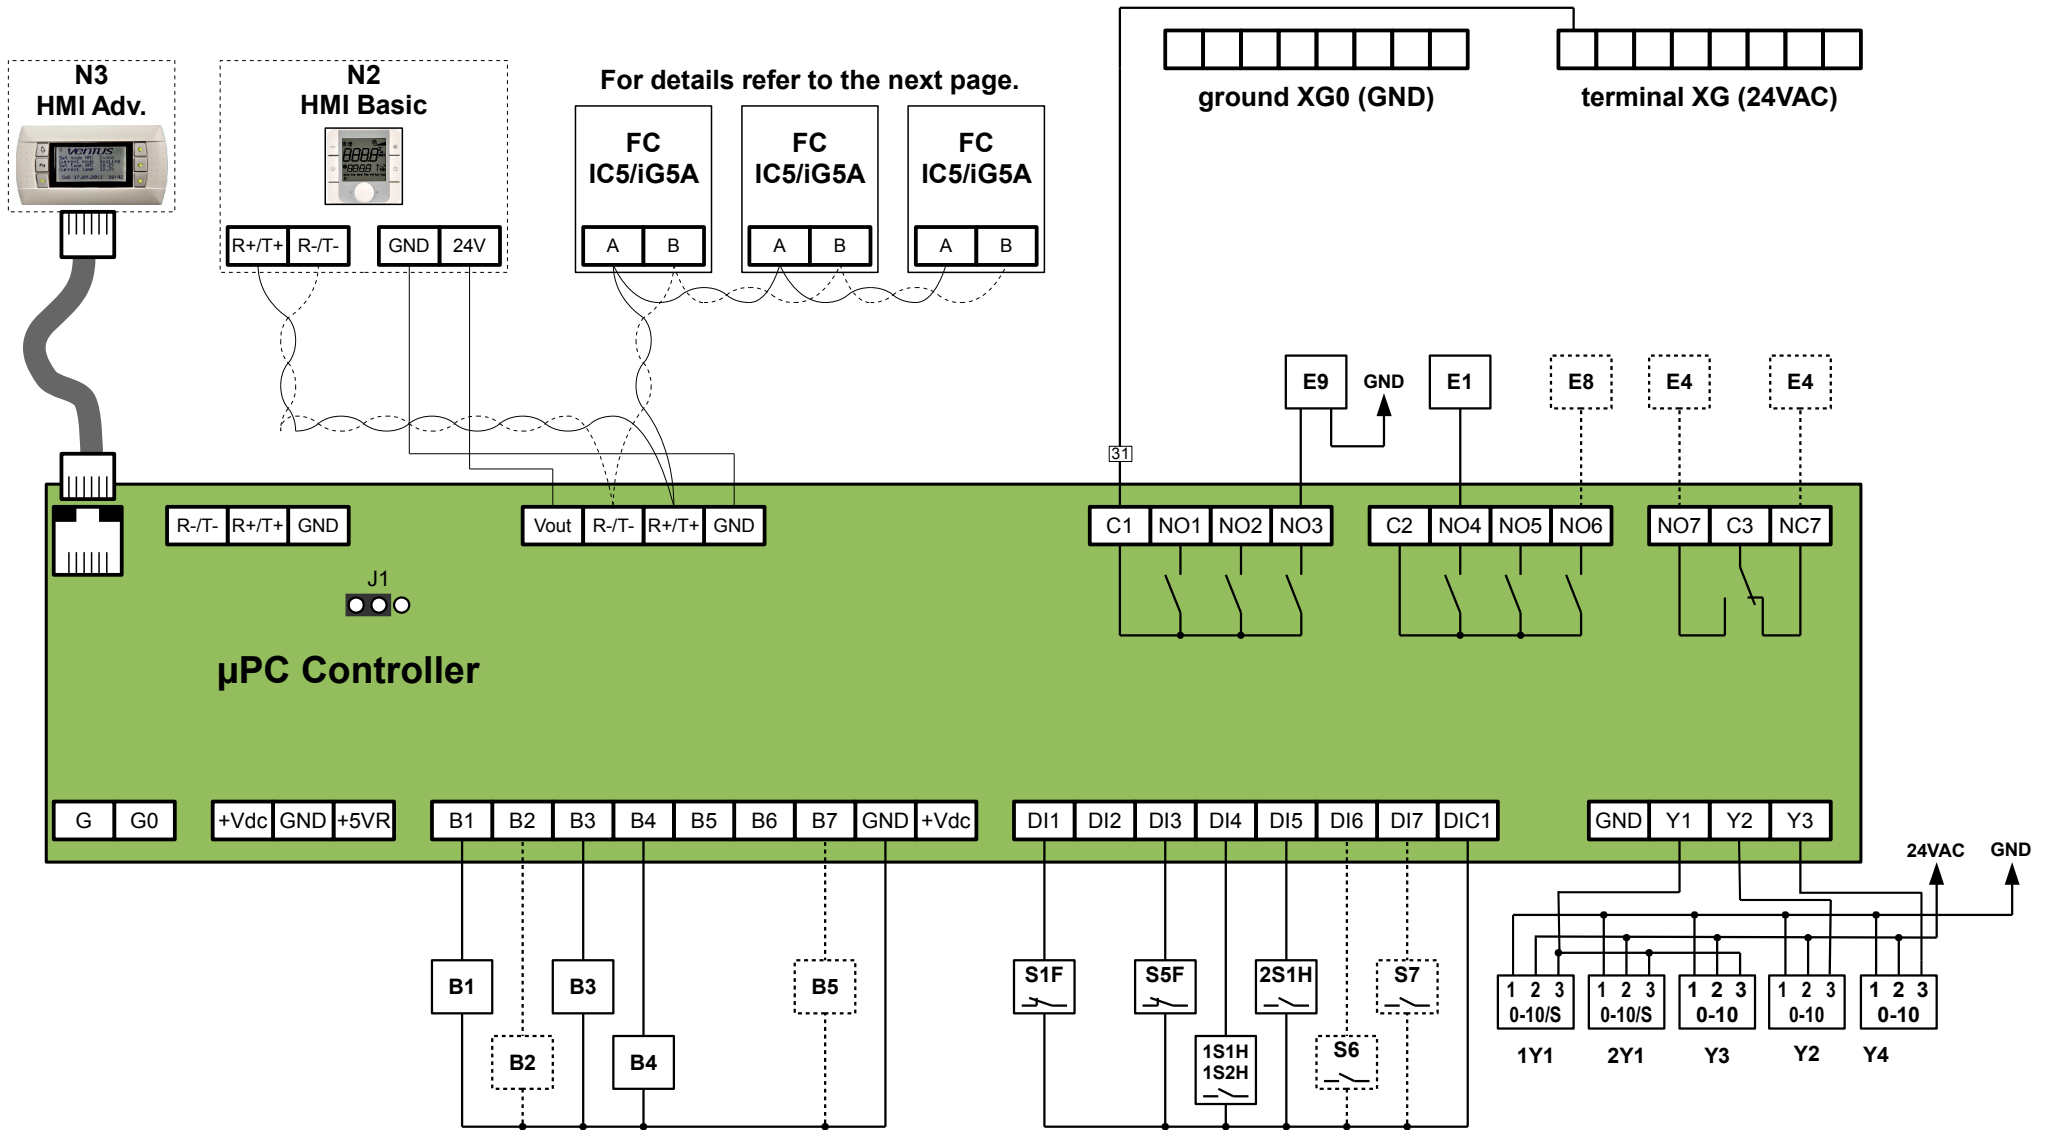 N3
HMI Adv.
VENTUS
N2
HMI Basic
For details refer to the next page.
ground XG0 (GND)
terminal XG (24VAC)
FC
IC5/iG5A
FC
IC5/iG5A
FC
IC5/iG5A
R+/T+ R-/T- GND 24V
A B
A B
A B
E9
GND
E1
E8
E4
E4
31
R-/T- R+/T+ GND
Vout R-/T- R+/T+ GND
C1 NO1 NO2 NO3
C2 NO4 NO5 NO6
NO7 C3 NC7
J1
µPC Controller
G G0
+Vdc GND +5VR
B1 B2 B3 B4 B5 B6 B7 GND +Vdc
DI1 DI2 DI3 DI4 DI5 DI6 DI7 DIC1
GND Y1 Y2 Y3
24VAC
GND
B1
B3
B5
B2
B4
S1F
S5F
2S1H
S7
1S1H
1S2H
S6
1 2 3
0-10/S
1 2 3
0-10/S
1 2 3
0-10
1 2 3
0-10
1 2 3
0-10
1Y1
2Y1
Y3
Y2
Y4